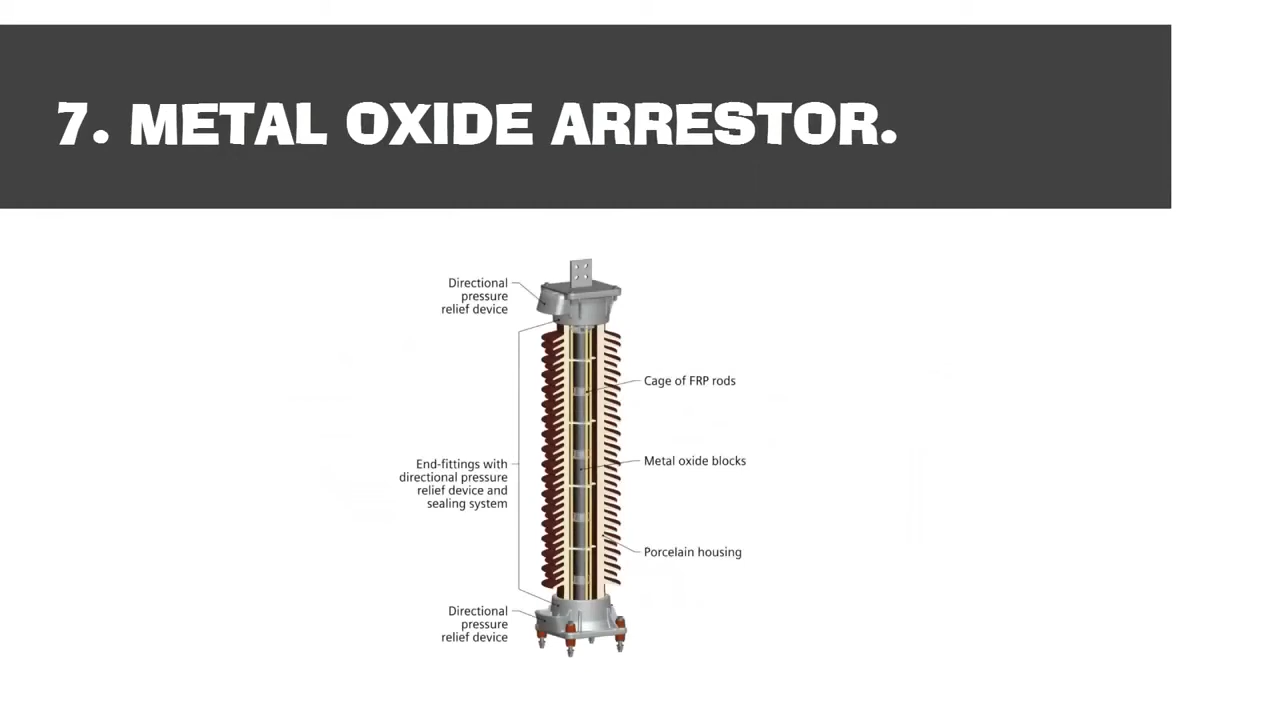 7. METAL OXIDE ARRESTOR.
Directional
pressure
relief device
Cage of FRP rods
Metal oxide blocks
End-fittings with
directional pressure
relief device and
sealing system
Porcelain housing
Directional
pressure
relief device